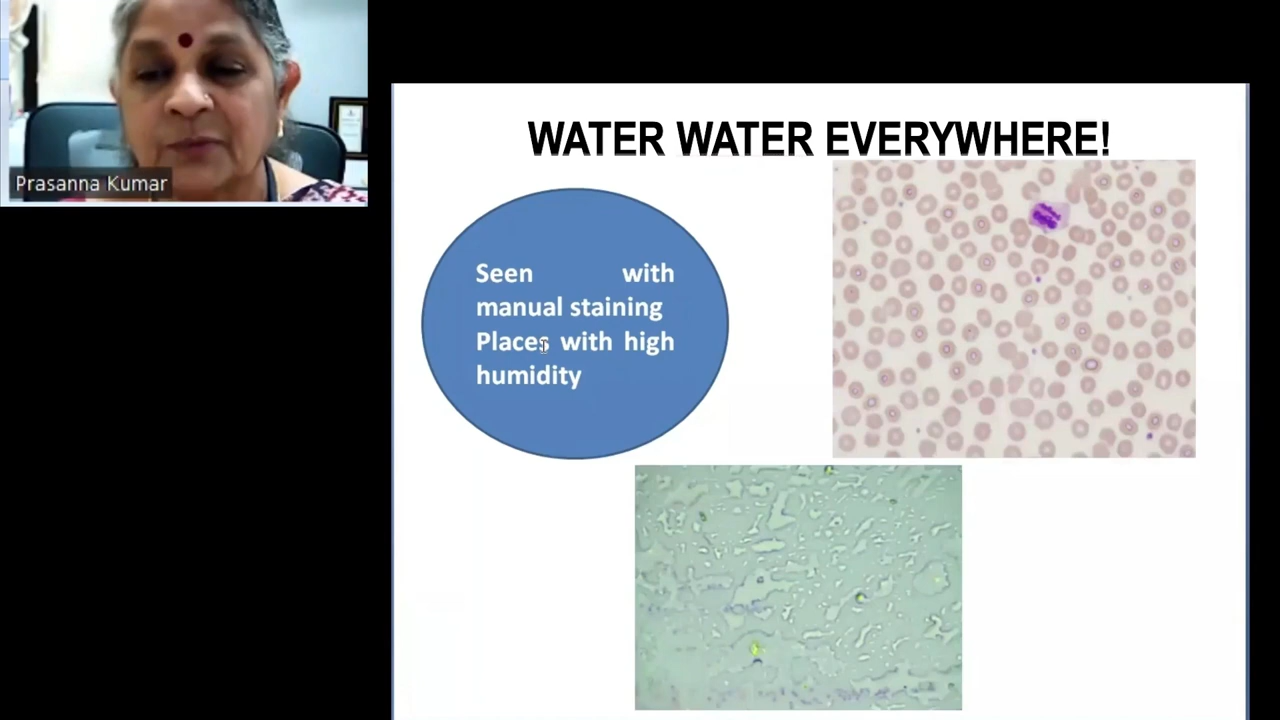 Prasanna Kumar
WATER WATER EVERYWHERE!
Seen with
manual staining
Places with high
humidity